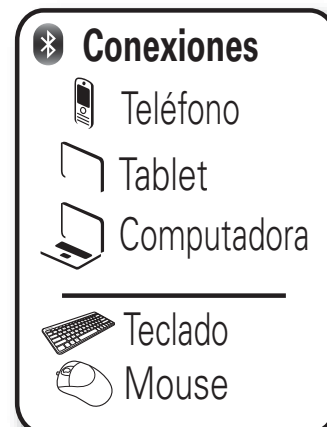 Conexiones
Teléfono
Tablet
Computadora
Teclado
Mouse